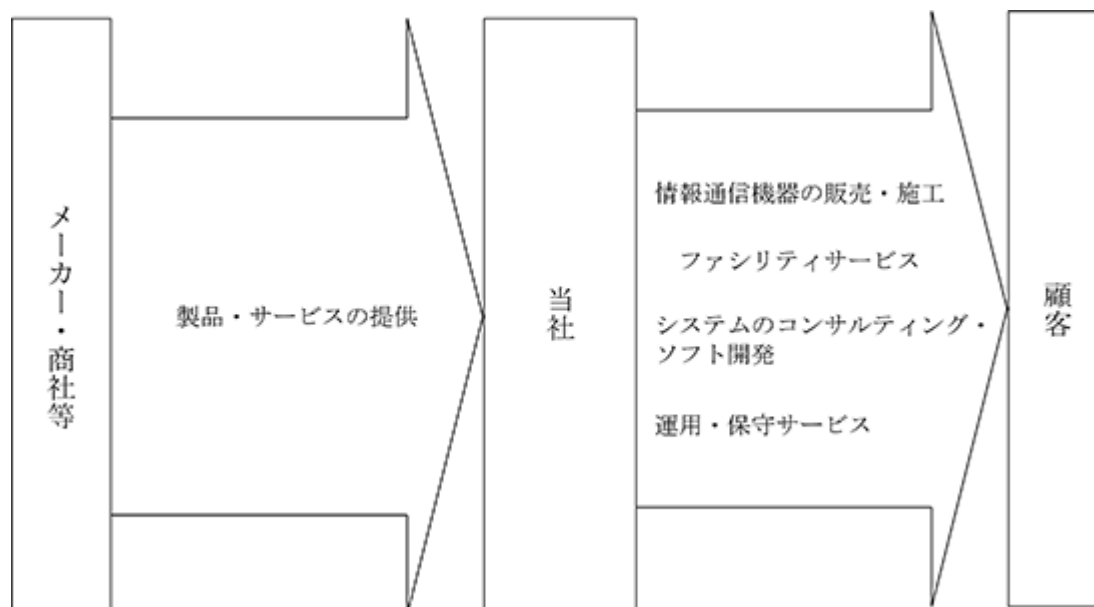 メーカー・商社等
製品・サービスの提供
当社
情報通信機器の販売・施工
ファシリティサービス
システムのコンサルティング・
ソフト開発
運用・保守サービス
顧客